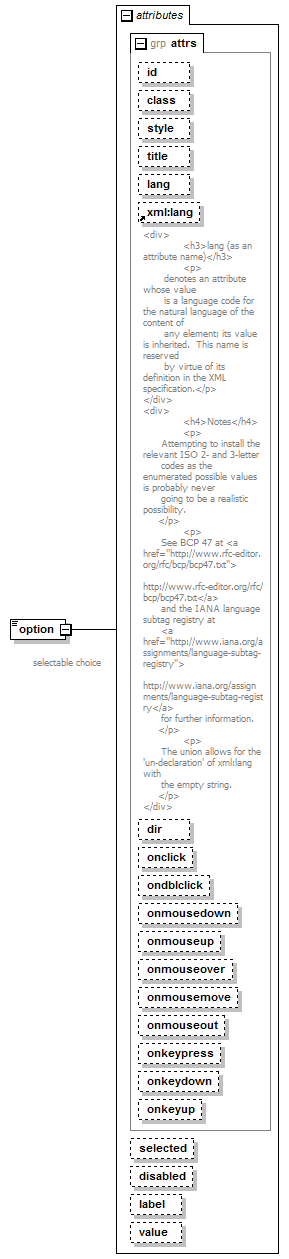 attributes
grp attrs
id
class
style
title
lang
xml:lang
<div>
<h3>lang (as an
attribute name)</h3>
<p>
denotes an attribute
whose value
is a language code for
the natural language of the
content of
any element; its value
is inherited.  This name is
reserved
by virtue of its
definition in the XML
specification.</p>
</div>
<div>
<h4>Notes</h4>
<p>
Attempting to install the
relevant ISO 2- and 3-letter
codes as the
enumerated possible values
is probably never
going to be a realistic
possibility.
</p>
<p>
See BCP 47 at <a
href="http://www.rfc-editor.
org/rfc/bcp/bcp47.txt">
http://www.rfc-editor.org/rfc/
bcp/bcp47.txt</a>
and the IANA language
subtag registry at
<a
href="http://www.iana.org/a
ssignments/language-subtag-
registry">
http://www.iana.org/assign
ments/language-subtag-regist
ry</a>
for further information.
</p>
<p>
The union allows for the
'un-declaration' of xml:lang
with
the empty string.
</p>
</div>
option
selectable choice
dir
onclick
ondblclick
onmousedown
onmouseup
onmouseover
onmousemove
onmouseout
onkeypress
onkeydown
onkeyup
selected
disabled
label
value